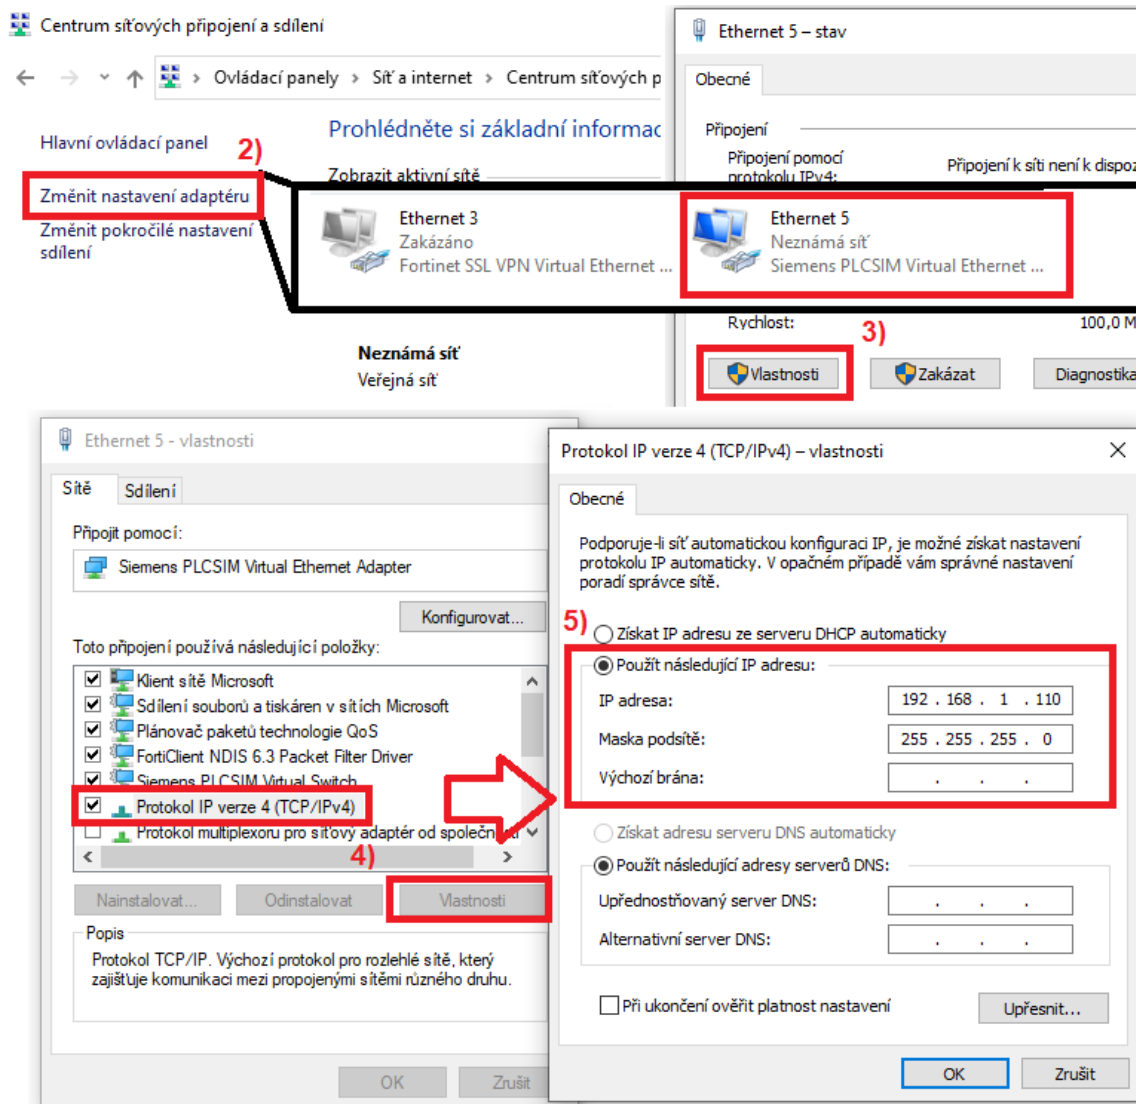 Centrum síťových připojení a sdílení
Ovládací panely > Síť a internet > Centrum síťových p
Hlavní ovládací panel
2)
Změnit nastavení adaptéru
Změnit pokročilé nastavení
sdílení
Prohlédněte si základní informac
Zobrazit aktivní sítě
Ethernet 3
Zakázáno
Fortinet SSL VPN Virtual Ethernet ...
Ethernet 5
Neznámá síť
Siemens PLCSIM Virtual Ethernet ...
Neznámá síť
Veřejná síť
Ethernet 5 – stav
Obecné
Připojení
Připojení pomocí
protokolu IPv4:
Připojení k síti není k dispoz
Rychlost:
100,0 M
3)
Vlastnosti
Zakázat
Diagnostika
Ethernet 5 - vlastnosti
Sítě
Sdílení
Připojit pomocí:
Siemens PLCSIM Virtual Ethernet Adapter
Konfigurovat...
Toto připojení používá následující položky:
Klient sítě Microsoft
Sdílení souborů a tiskáren v sítích Microsoft
Plánovač paketů technologie QoS
FortiClient NDIS 6.3 Packet Filter Driver
Siemens PLCSIM Virtual Switch
Protokol IP verze 4 (TCP/IPv4)
Protokol multiplexoru pro síťový adaptér od společnosti
4)
Nainstalovat...
Odinstalovat
Vlastnosti
Popis
Protokol TCP/IP. Výchozí protokol pro rozlehlé sítě, který
zajišťuje komunikaci mezi propojenými sítěmi různého druhu.
OK
Zrušit
Protokol IP verze 4 (TCP/IPv4) – vlastnosti
Obecné
Podporuje-li síť automatickou konfiguraci IP, je možné získat nastavení
protokolu IP automaticky. V opačném případě vám správné nastavení
poradí správce sítě.
5)
Získat IP adresu ze serveru DHCP automaticky
Použít následující IP adresu:
IP adresa:
192 . 168 . 1 . 110
Maska podsítě:
255 . 255 . 255 . 0
Výchozí brána:
. . .
Získat adresu serveru DNS automaticky
Použít následující adresy serverů DNS:
Upřednostňovaný server DNS:
. . .
Alternativní server DNS:
. . .
Při ukončení ověřit platnost nastavení
Upřesnit...
OK
Zrušit